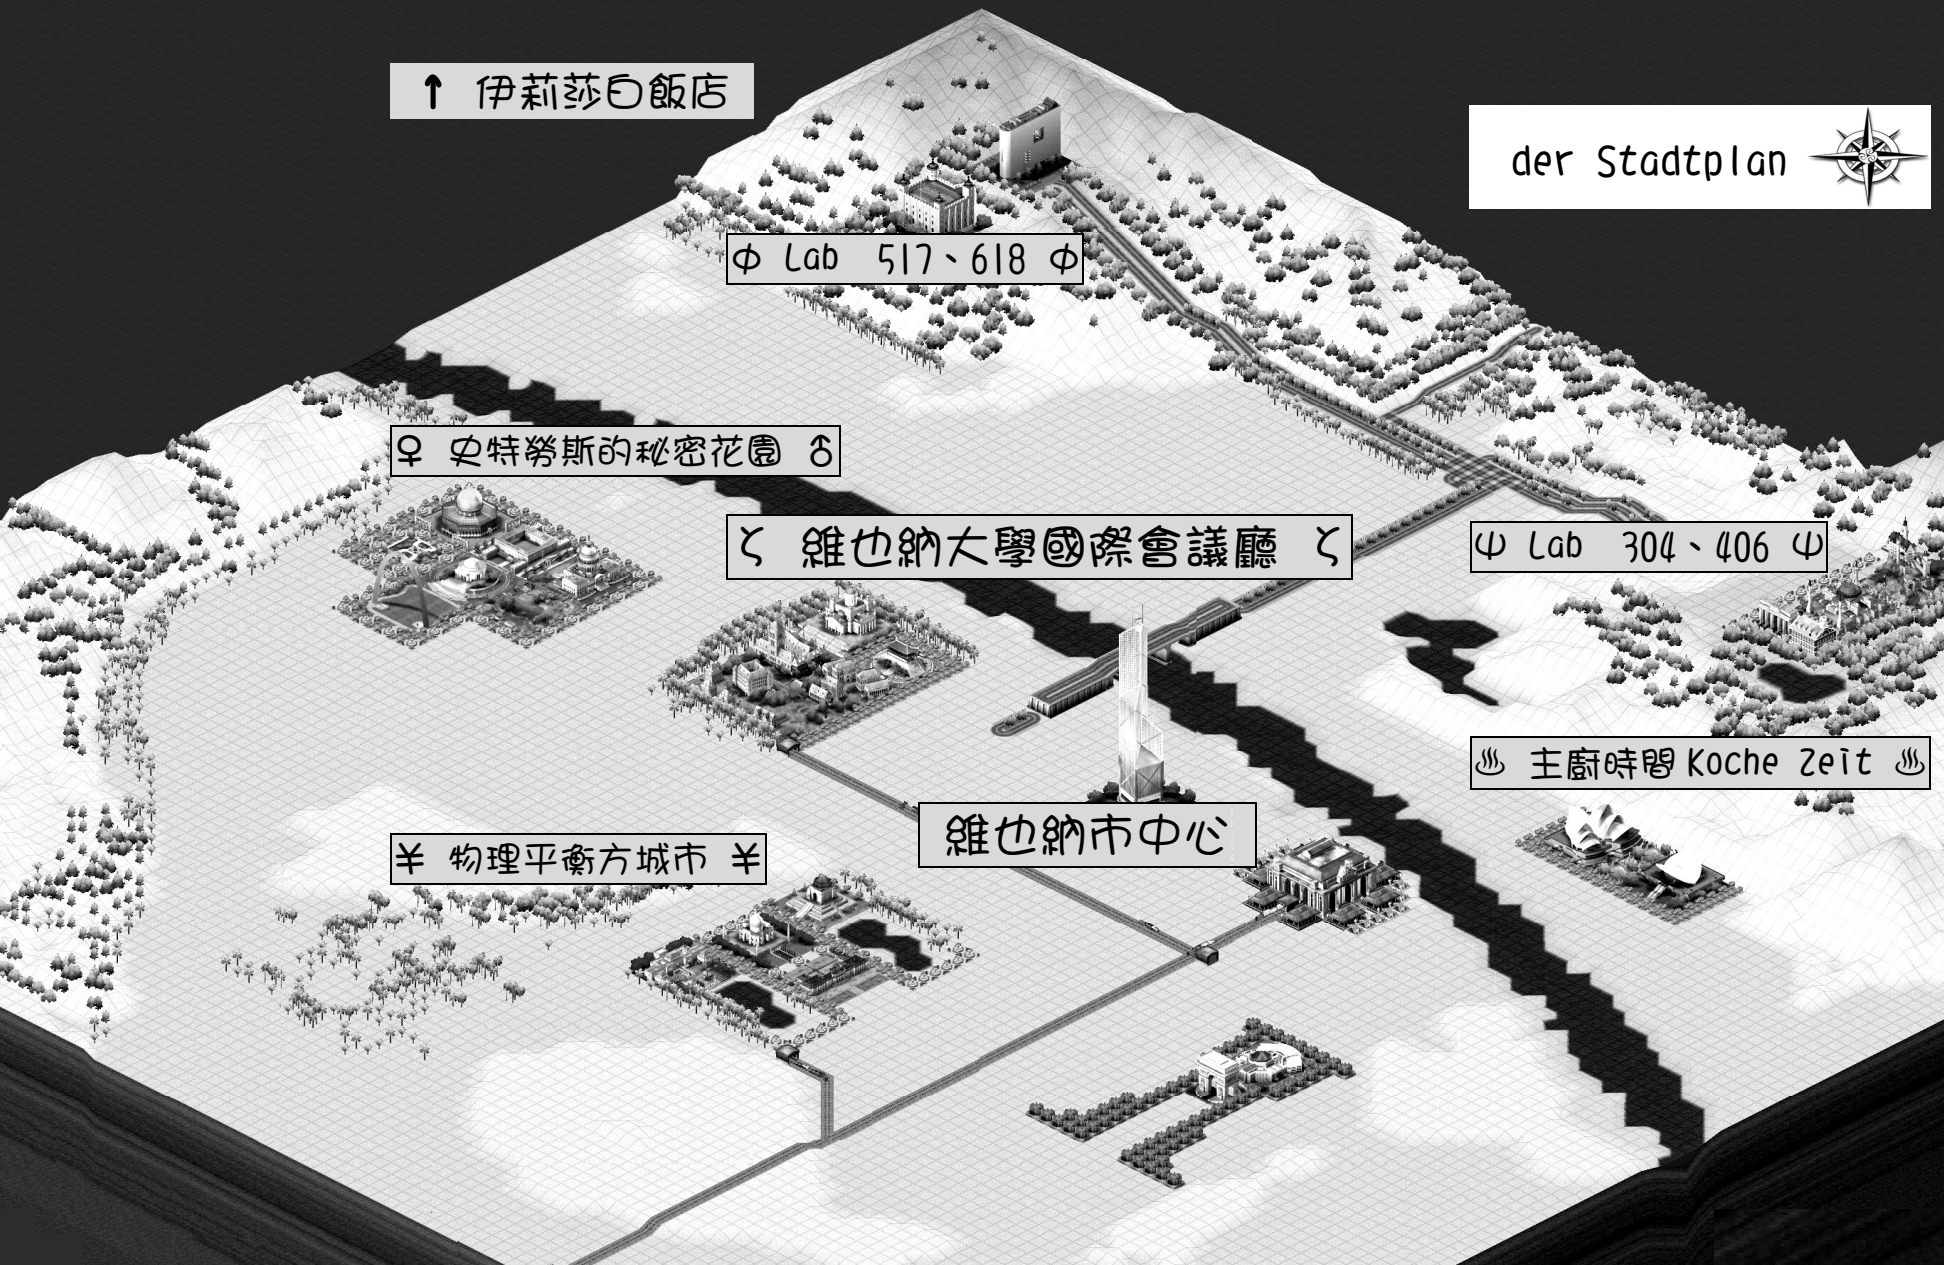 ↑ 伊莉莎白飯店
der Stadtplan
Φ Lab 517、618 Φ
♀ 史特勞斯的秘密花園 ♂
ζ 維也納大學國際會議廳 ζ
Ψ Lab 304、406 Ψ
♨ 主廚時間 Koche Zeit ♨
維也納市中心
¥ 物理平衡方城市 ¥